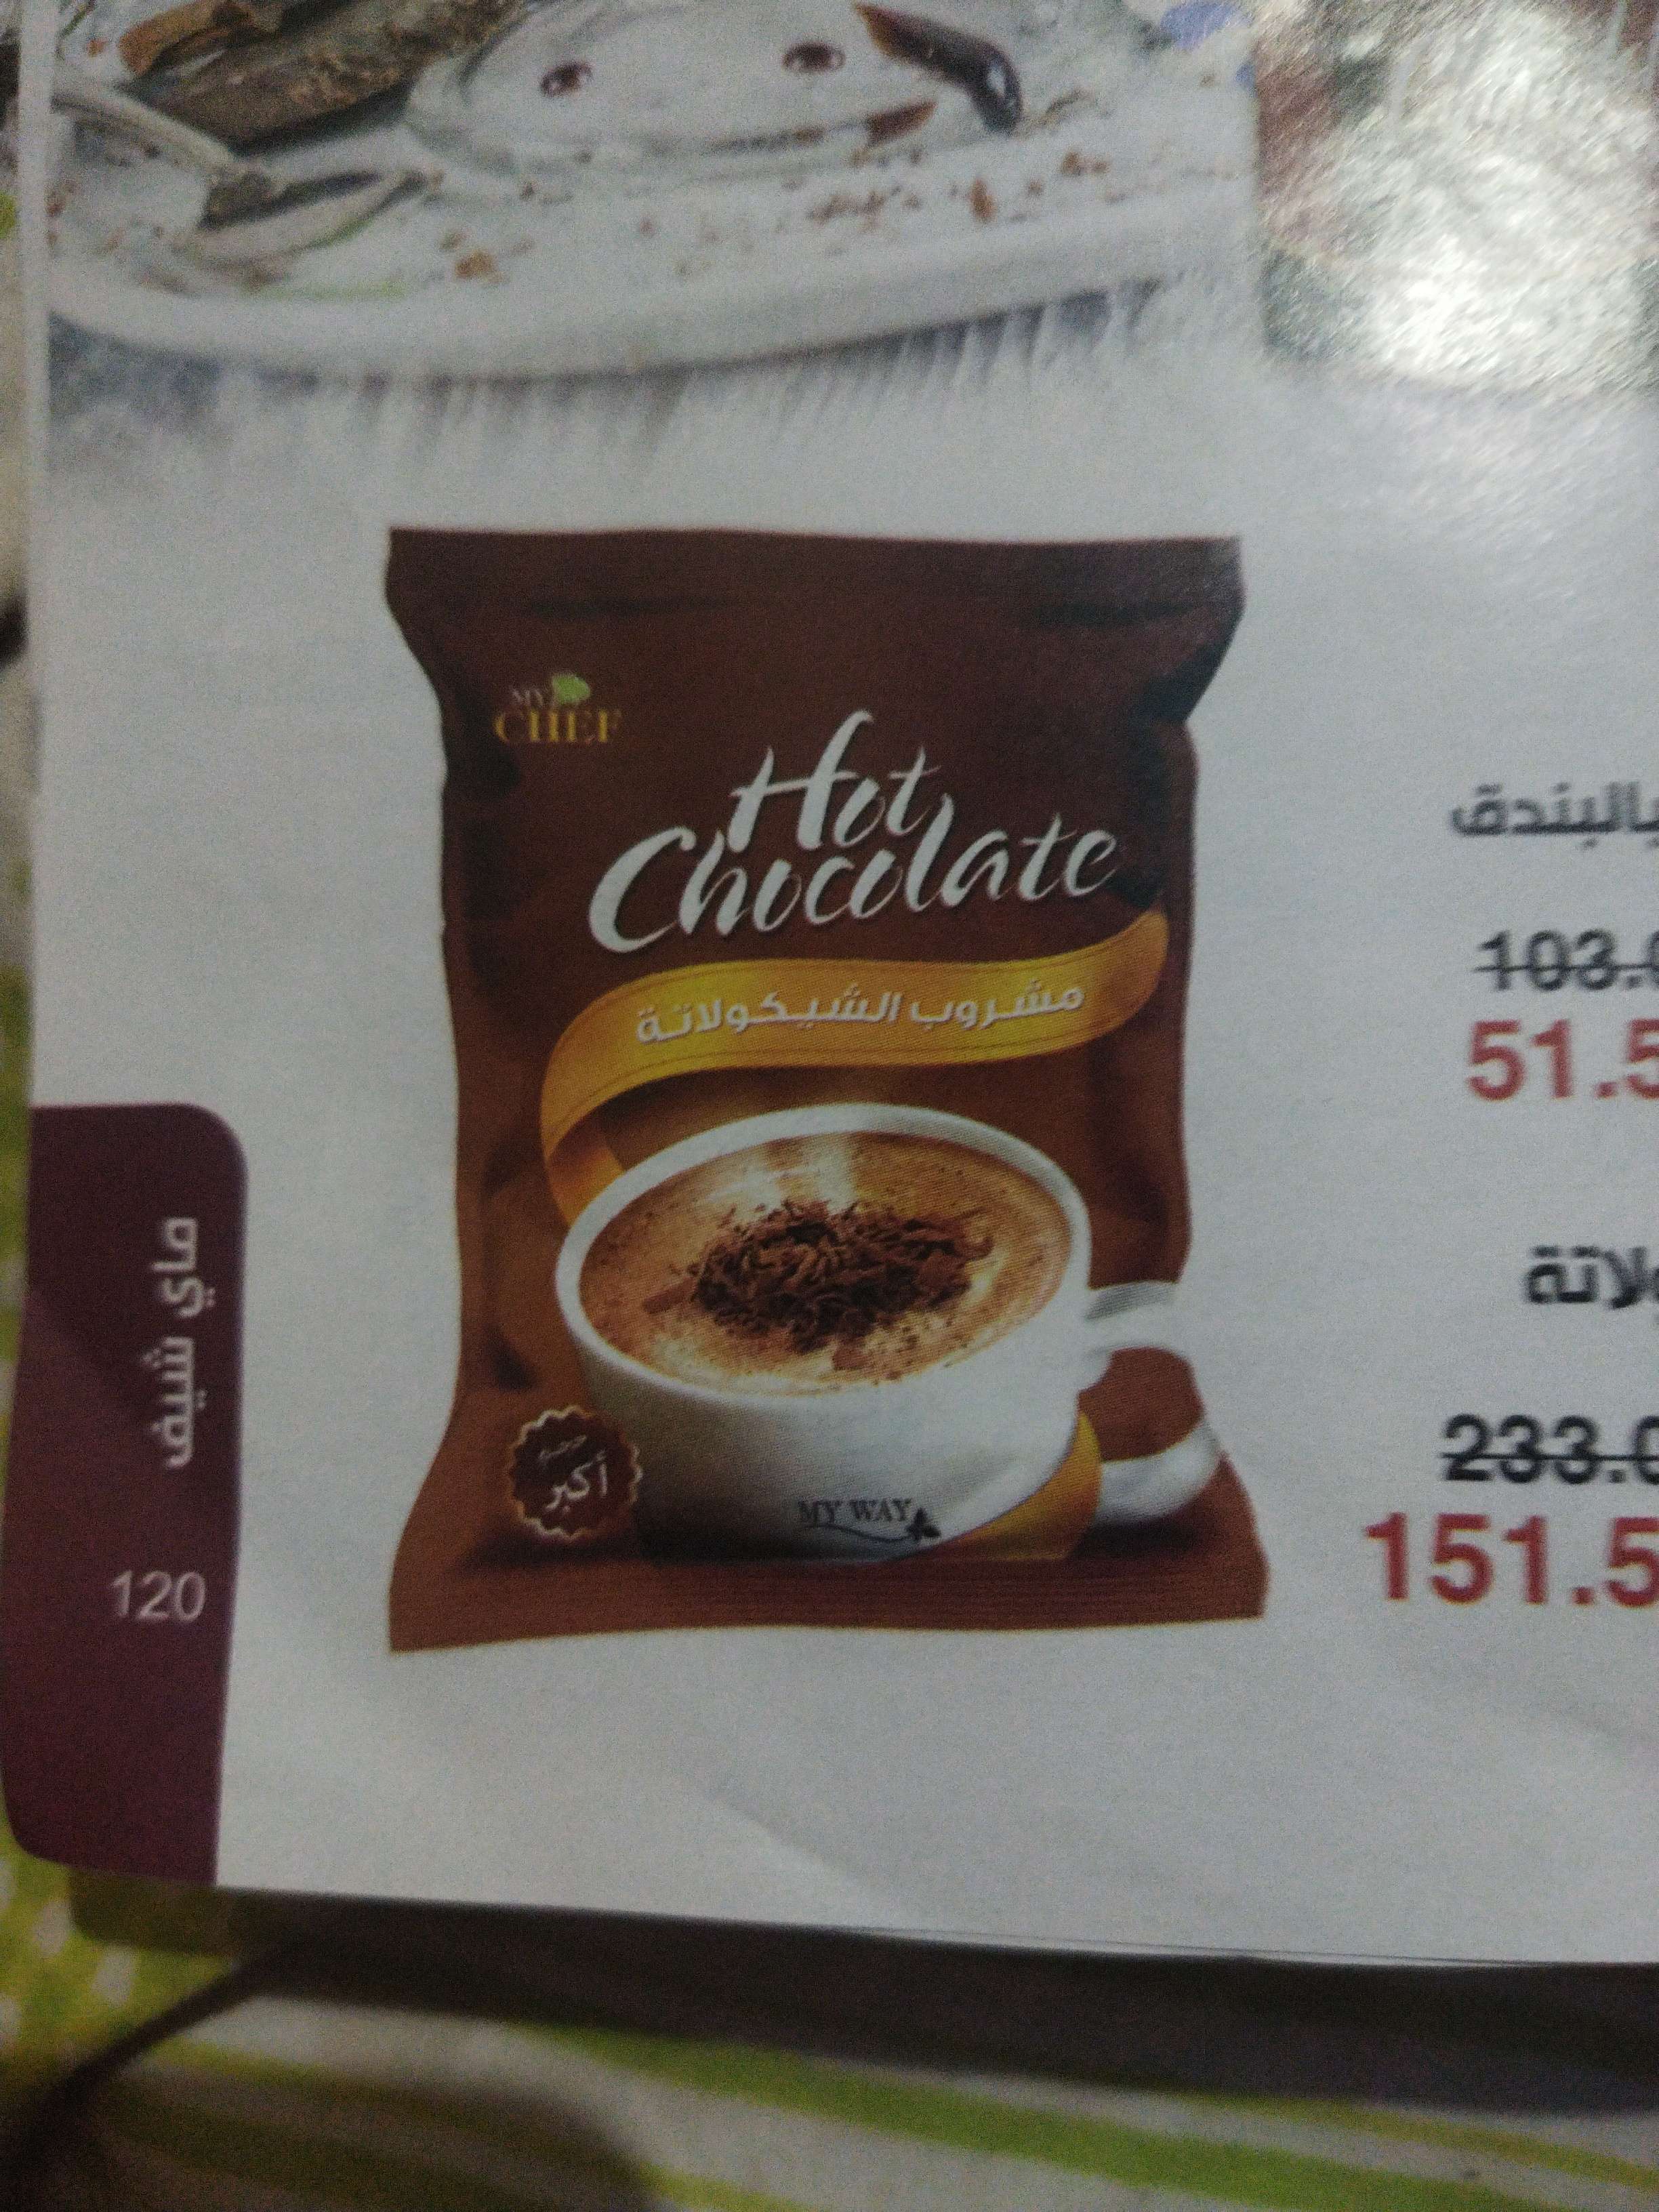 MY
CHEF
Hot
Chocolate
مشروب الشيكولاتة
حجم
أكبر
MY WAY
بالبندق
103.0
51.5
233.0
151.5
ماي شيف
120